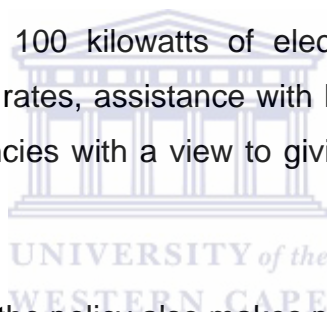 100 kilowatts of elec
rates, assistance with
ncies with a view to givi
UNIVERSITY of the
the policy also makes p
WESTERN CAPE